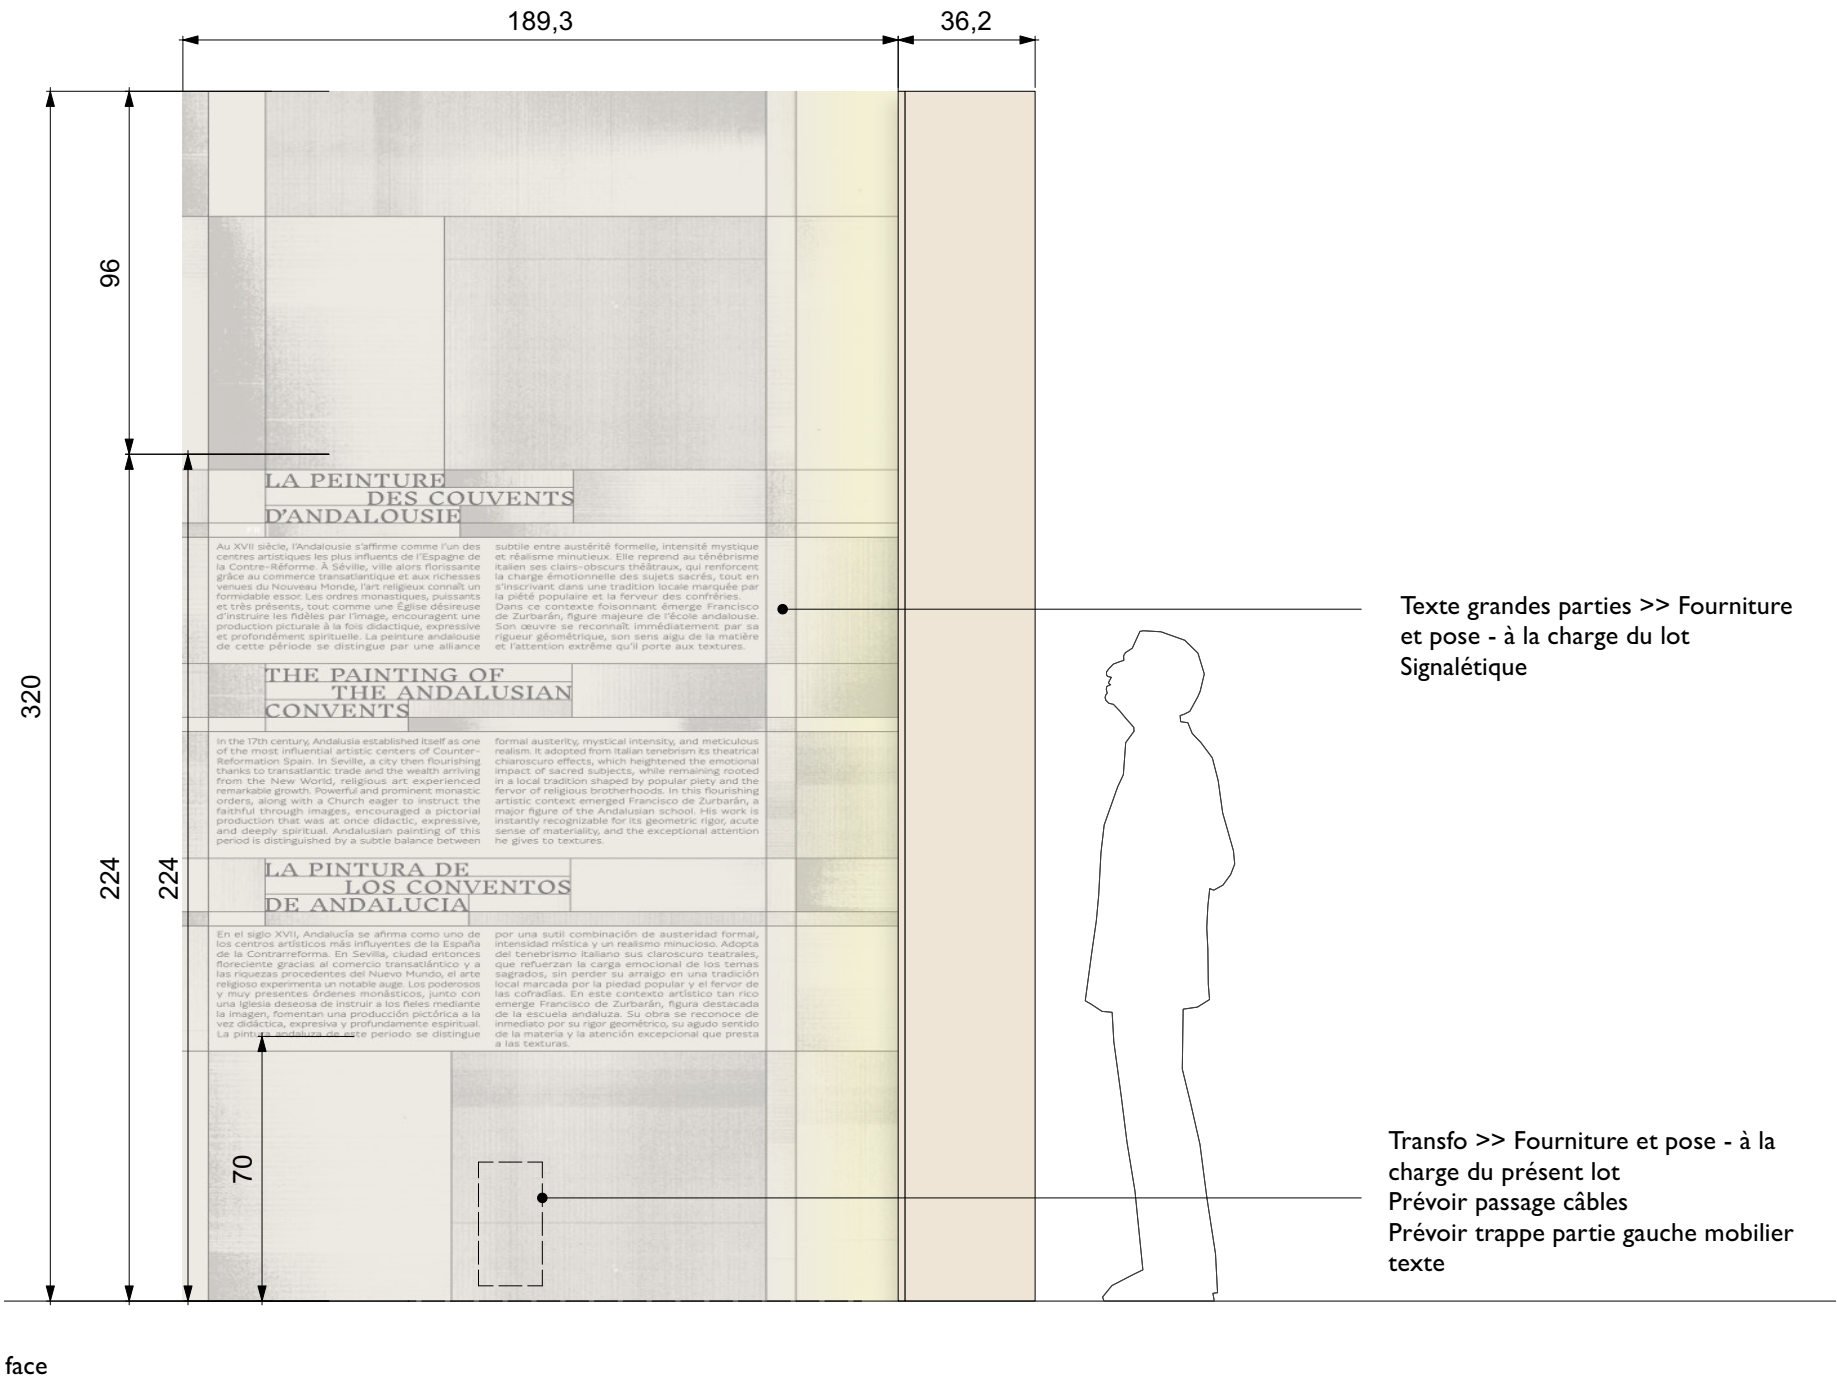 189,3
36,2
96
320
224
224
70
LA PEINTURE
DES COUVENTS
D'ANDALOUSIE
Au XVII siècle, l'Andalousie s'affirme comme l'un des
centres artistiques les plus influents de l'Espagne de
la Contre-Réforme. À Séville, ville alors florissante
grâce au commerce transatlantique et aux richesses
venues du Nouveau Monde, l'art religieux connaît un
formidable essor. Les ordres monastiques, puissants
et très présents, tout comme une Église désireuse
d'instruire les fidèles par l'image, encouragent une
production picturale à la fois didactique, expressive
et profondément spirituelle. La peinture andalouse
de cette période se distingue par une alliance
subtile entre austérité formelle, intensité mystique
et réalisme minutieux. Elle reprend au ténébrisme
italien ses clairs-obscurs théâtraux, qui renforcent
la charge émotionnelle des sujets sacrés, tout en
s'inscrivant dans une tradition locale marquée par
la piété populaire et la ferveur des confréries.
Dans ce contexte foisonnant émerge Francisco
de Zurbarán, figure majeure de l'école andalouse.
Son œuvre se reconnaît immédiatement par sa
rigueur géométrique, son sens aigu de la matière
et l'attention extrême qu'il porte aux textures.
THE PAINTING OF
THE ANDALUSIAN
CONVENTS
In the 17th century, Andalusia established itself as one
of the most influential artistic centers of Counter-
Reformation Spain. In Seville, a city then flourishing
thanks to transatlantic trade and the wealth arriving
from the New World, religious art experienced
remarkable growth. Powerful and prominent monastic
orders, along with a Church eager to instruct the
faithful through images, encouraged a pictorial
production that was at once didactic, expressive,
and deeply spiritual. Andalusian painting of this
period is distinguished by a subtle balance between
formal austerity, mystical intensity, and meticulous
realism. It adopted from Italian tenebrism its theatrical
chiaroscuro effects, which heightened the emotional
impact of sacred subjects, while remaining rooted
in a local tradition shaped by popular piety and the
fervor of religious brotherhoods. In this flourishing
artistic context emerged Francisco de Zurbarán, a
major figure of the Andalusian school. His work is
instantly recognizable for its geometric rigor, acute
sense of materiality, and the exceptional attention
he gives to textures.
LA PINTURA DE
LOS CONVENTOS
DE ANDALUCIA
En el siglo XVII, Andalucía se afirma como uno de
los centros artísticos más influyentes de la España
de la Contrarreforma. En Sevilla, ciudad entonces
floreciente gracias al comercio transatlántico y a
las riquezas procedentes del Nuevo Mundo, el arte
religioso experimenta un notable auge. Los poderosos
y muy presentes órdenes monásticos, junto con
una Iglesia deseosa de instruir a los fieles mediante
la imagen, fomentan una producción pictórica a la
vez didáctica, expresiva y profundamente espiritual.
La pintura andaluza de este periodo se distingue
por una sutil combinación de austeridad formal,
intensidad mística y un realismo minucioso. Adopta
del tenebrismo italiano sus claroscuro teatrales,
que refuerzan la carga emocional de los temas
sagrados, sin perder su arraigo en una tradición
local marcada por la piedad popular y el fervor de
las cofradías. En este contexto artístico tan rico
emerge Francisco de Zurbarán, figura destacada
de la escuela andaluza. Su obra se reconoce de
inmediato por su rigor geométrico, su agudo sentido
de la materia y la atención excepcional que presta
a las texturas.
Texte grandes parties >> Fourniture
et pose - à la charge du lot
Signalétique
Transfo >> Fourniture et pose - à la
charge du présent lot
Prévoir passage câbles
Prévoir trappe partie gauche mobilier
texte
face